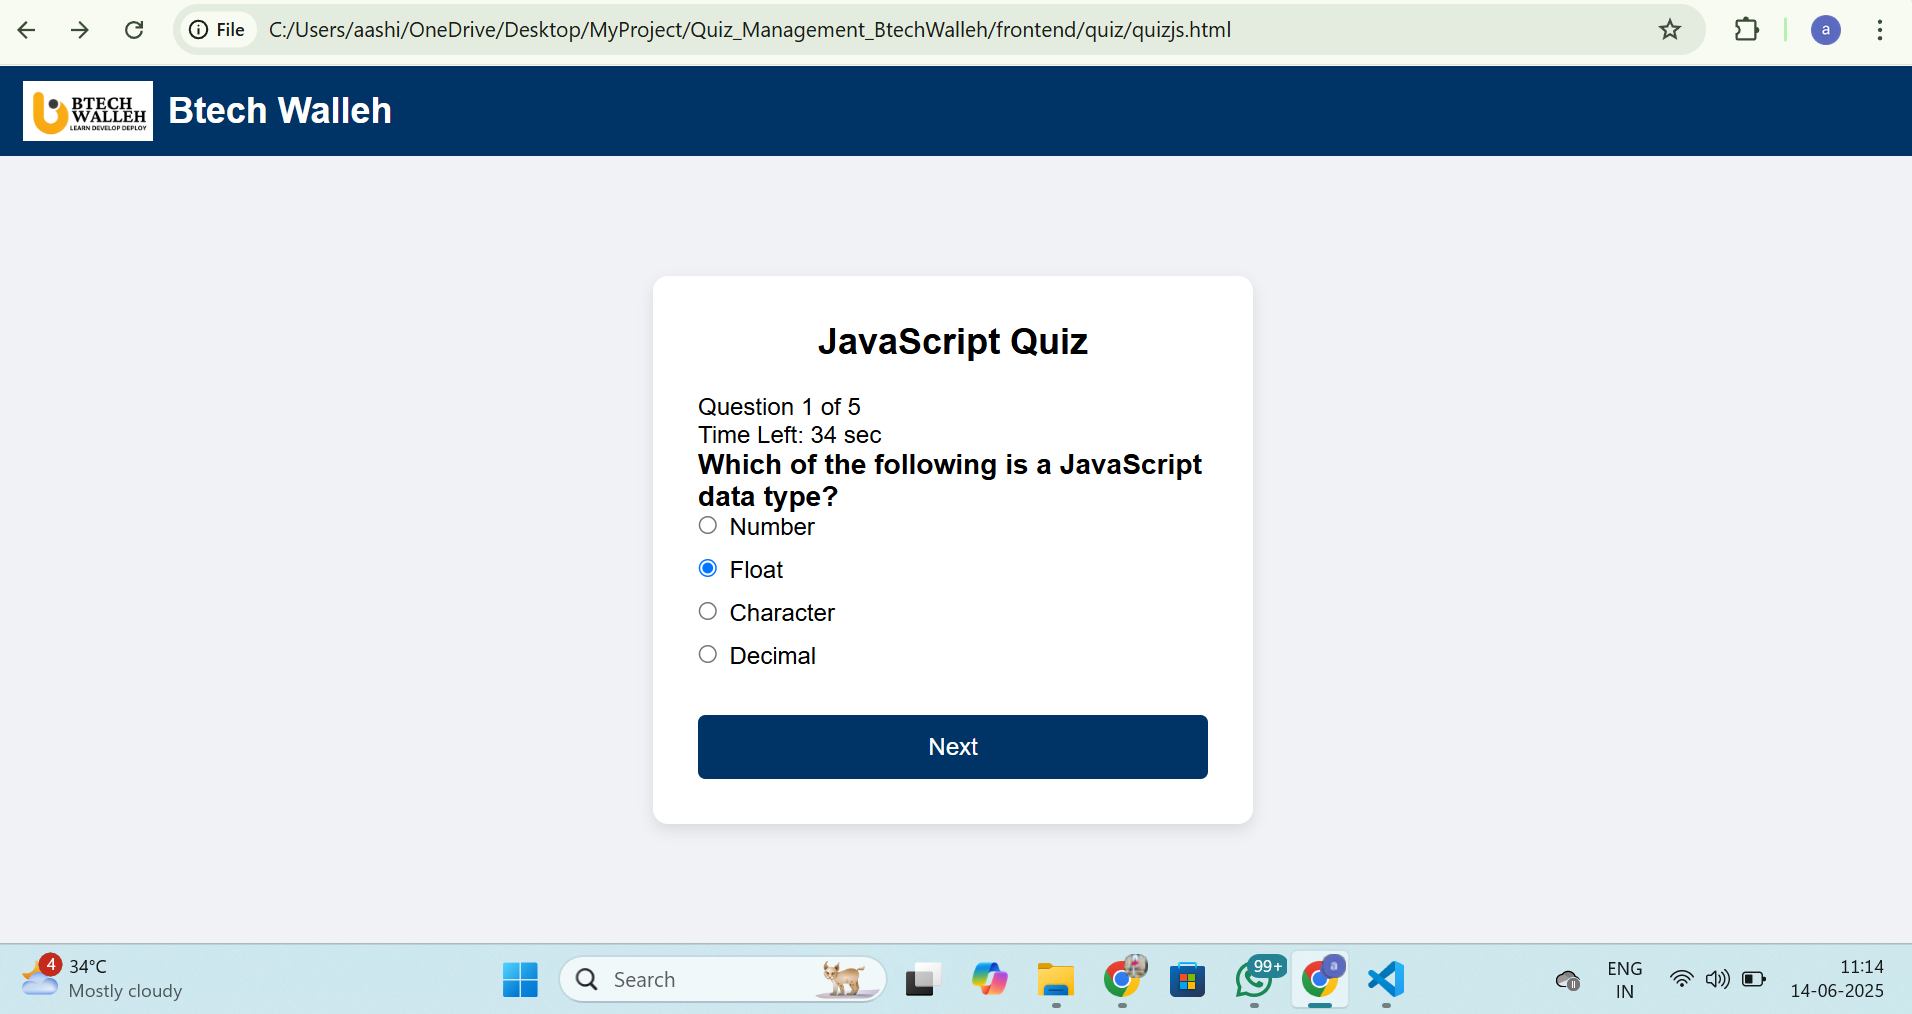 File
C:/Users/aashi/OneDrive/Desktop/MyProject/Quiz_Management_BtechWalleh/frontend/quiz/quizjs.html
a
BTECH
WALLEH
LEARN DEVELOP DEPLOY
Btech Walleh
JavaScript Quiz
Question 1 of 5
Time Left: 34 sec
Which of the following is a JavaScript
data type?
Number
Float
Character
Decimal
Next
4
34°C
Mostly cloudy
Search
99+
a
ENG
IN
11:14
14-06-2025